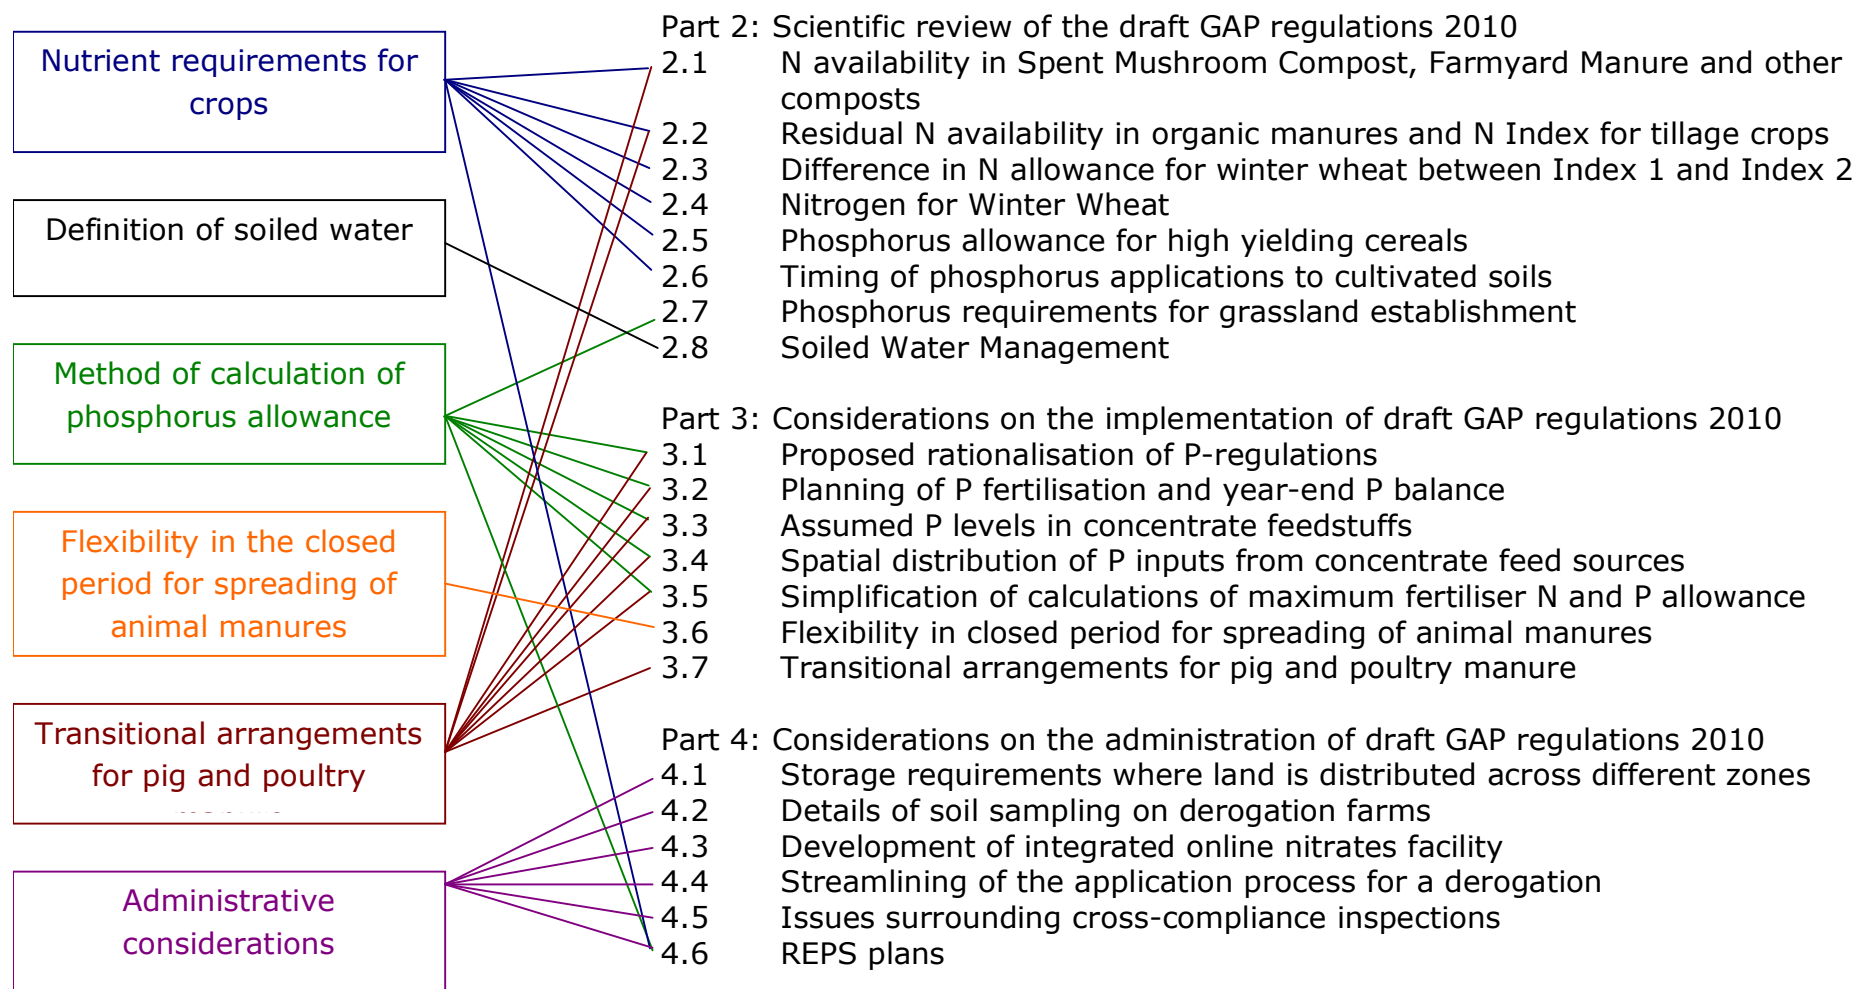 Nutrient requirements for
crops
Definition of soiled water
Method of calculation of
phosphorus allowance
Flexibility in the closed
period for spreading of
animal manures
Transitional arrangements
for pig and poultry
Administrative
considerations
Part 2: Scientific review of the draft GAP regulations 2010
2.1 N availability in Spent Mushroom Compost, Farmyard Manure and other
composts
2.2 Residual N availability in organic manures and N Index for tillage crops
2.3 Difference in N allowance for winter wheat between Index 1 and Index 2
2.4 Nitrogen for Winter Wheat
2.5 Phosphorus allowance for high yielding cereals
2.6 Timing of phosphorus applications to cultivated soils
2.7 Phosphorus requirements for grassland establishment
2.8 Soiled Water Management
Part 3: Considerations on the implementation of draft GAP regulations 2010
3.1 Proposed rationalisation of P-regulations
3.2 Planning of P fertilisation and year-end P balance
3.3 Assumed P levels in concentrate feedstuffs
3.4 Spatial distribution of P inputs from concentrate feed sources
3.5 Simplification of calculations of maximum fertiliser N and P allowance
3.6 Flexibility in closed period for spreading of animal manures
3.7 Transitional arrangements for pig and poultry manure
Part 4: Considerations on the administration of draft GAP regulations 2010
4.1 Storage requirements where land is distributed across different zones
4.2 Details of soil sampling on derogation farms
4.3 Development of integrated online nitrates facility
4.4 Streamlining of the application process for a derogation
4.5 Issues surrounding cross-compliance inspections
4.6 REPS plans